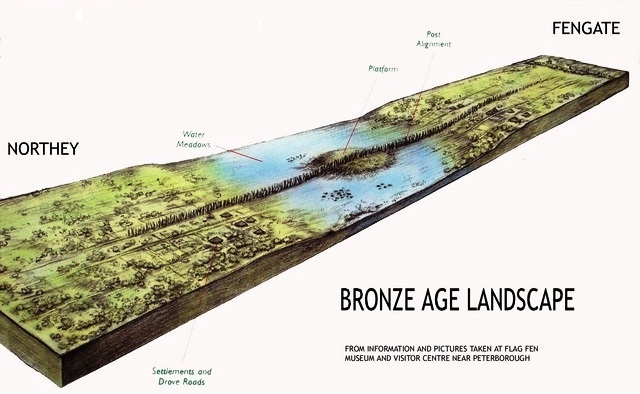 FENGATE
Post
Alignment
Platform
Water
Meadows
NORTHEY
BRONZE AGE LANDSCAPE
FROM INFORMATION AND PICTURES TAKEN AT FLAG FEN
MUSEUM AND VISITOR CENTRE NEAR PETERBOROUGH
Settlements and
Drove Roads